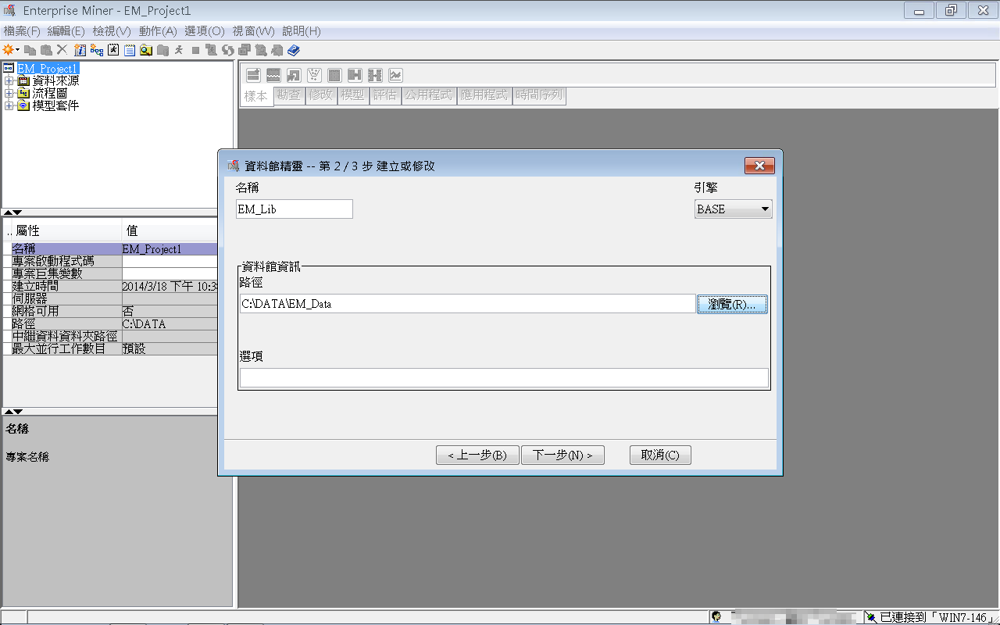 Enterprise Miner - EM_Project1
檔案(F) 編輯(E) 檢視(V) 動作(A) 選項(O) 視窗(W) 說明(H)
EM_Project1
資料來源
流程圖
模型套件
樣本 勘查 修改 模型 評估 公用程式 應用程式 時間序列
.. 屬性 值
名稱 EM_Project1
專案啟動程式碼
專案巨集變數
建立時間 2014/3/18 下午 10:38
伺服器
網格可用 否
路徑 C:\DATA
中繼資料資料夾路徑
最大並行工作數目 預設
名稱
專案名稱
資料館精靈 -- 第 2 / 3 步 建立或修改
名稱 引擎
EM_Lib BASE
資料館資訊
路徑
C:\DATA\EM_Data 瀏覽(R)...
選項
< 上一步(B) 下一步(N) > 取消(C)
已連接到「WIN7-146」